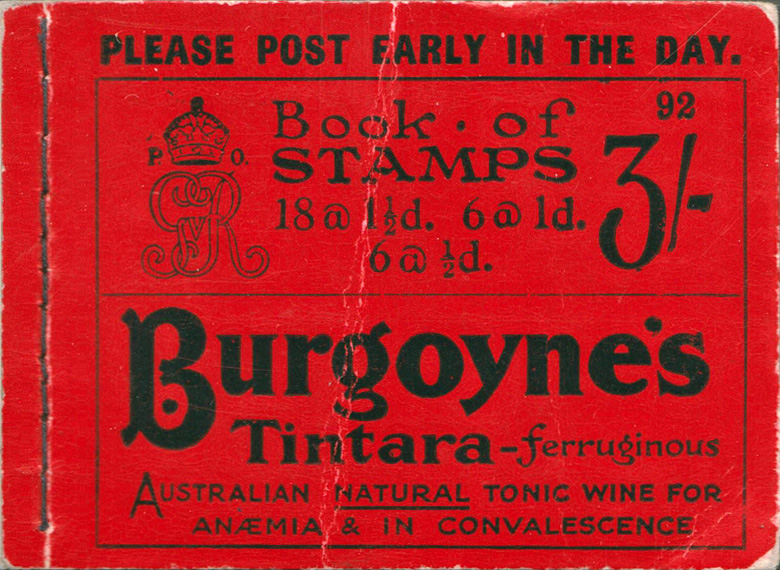 PLEASE POST EARLY IN THE DAY.
92
Book · of
P. O.
STAMPS 3/-
GvR
18 @ 1½d. 6 @ 1d.
6 @ ½d.
Burgoyne's
Tintara-ferruginous
AUSTRALIAN NATURAL TONIC WINE FOR
ANÆMIA & IN CONVALESCENCE